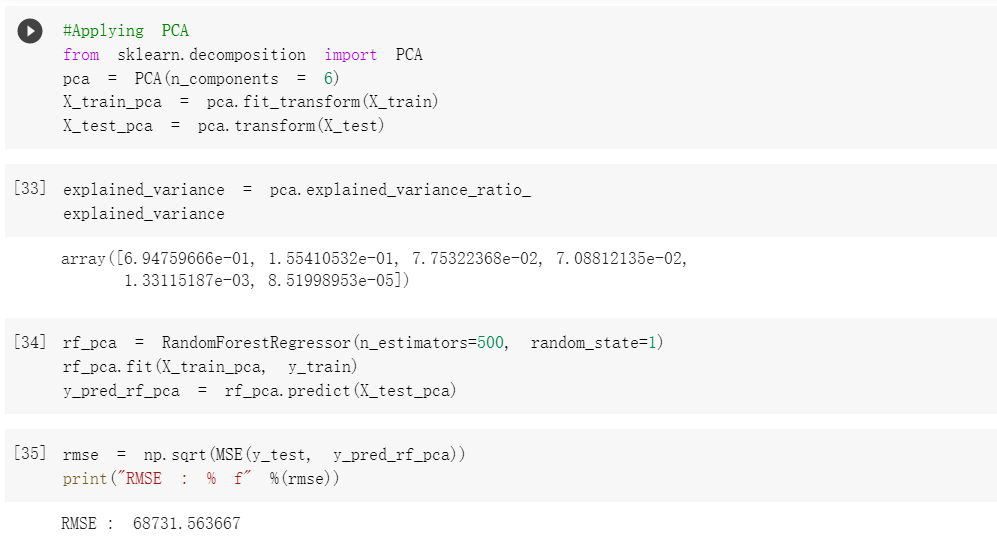 #Applying PCA
from sklearn.decomposition import PCA
pca = PCA(n_components = 6)
X_train_pca = pca.fit_transform(X_train)
X_test_pca = pca.transform(X_test)
[33] explained_variance = pca.explained_variance_ratio_
explained_variance
array([6.94759666e-01, 1.55410532e-01, 7.75322368e-02, 7.08812135e-02,
1.33115187e-03, 8.51998953e-05])
[34] rf_pca = RandomForestRegressor(n_estimators=500, random_state=1)
rf_pca.fit(X_train_pca, y_train)
y_pred_rf_pca = rf_pca.predict(X_test_pca)
[35] rmse = np.sqrt(MSE(y_test, y_pred_rf_pca))
print("RMSE : % f" %(rmse))
RMSE : 68731.563667